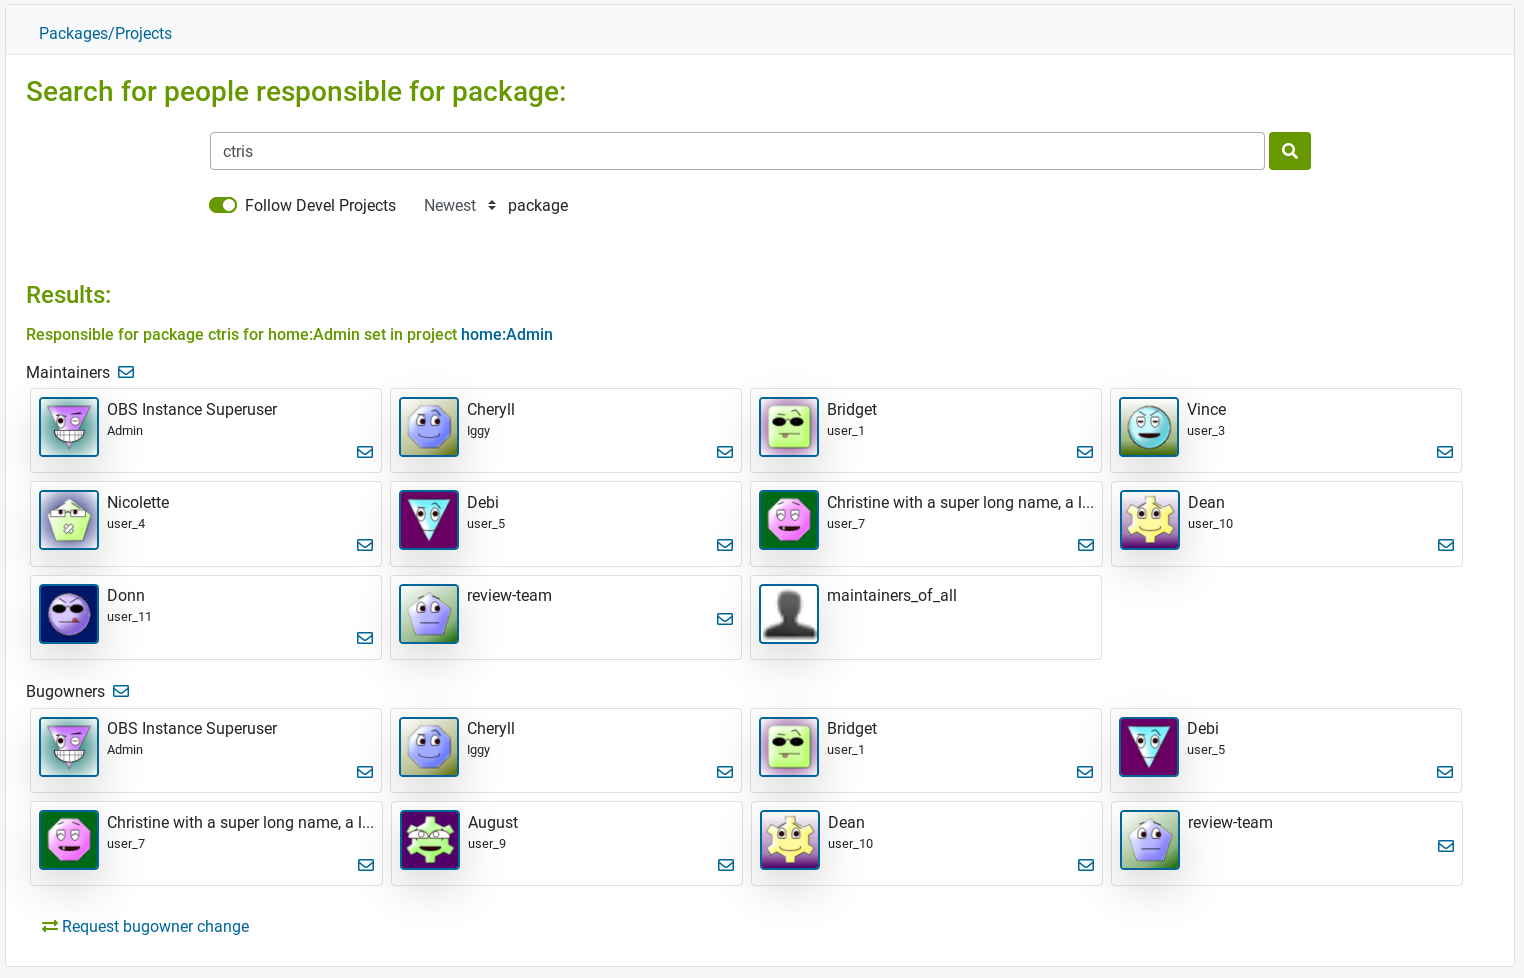 Packages/Projects
Search for people responsible for package:
ctris
Follow Devel Projects Newest package
Results:
Responsible for package ctris for home:Admin set in project home:Admin
Maintainers
OBS Instance Superuser
Admin
Cheryll
Iggy
Bridget
user_1
Vince
user_3
Nicolette
user_4
Debi
user_5
Christine with a super long name, a l...
user_7
Dean
user_10
Donn
user_11
review-team
maintainers_of_all
Bugowners
OBS Instance Superuser
Admin
Cheryll
Iggy
Bridget
user_1
Debi
user_5
Christine with a super long name, a l...
user_7
August
user_9
Dean
user_10
review-team
Request bugowner change